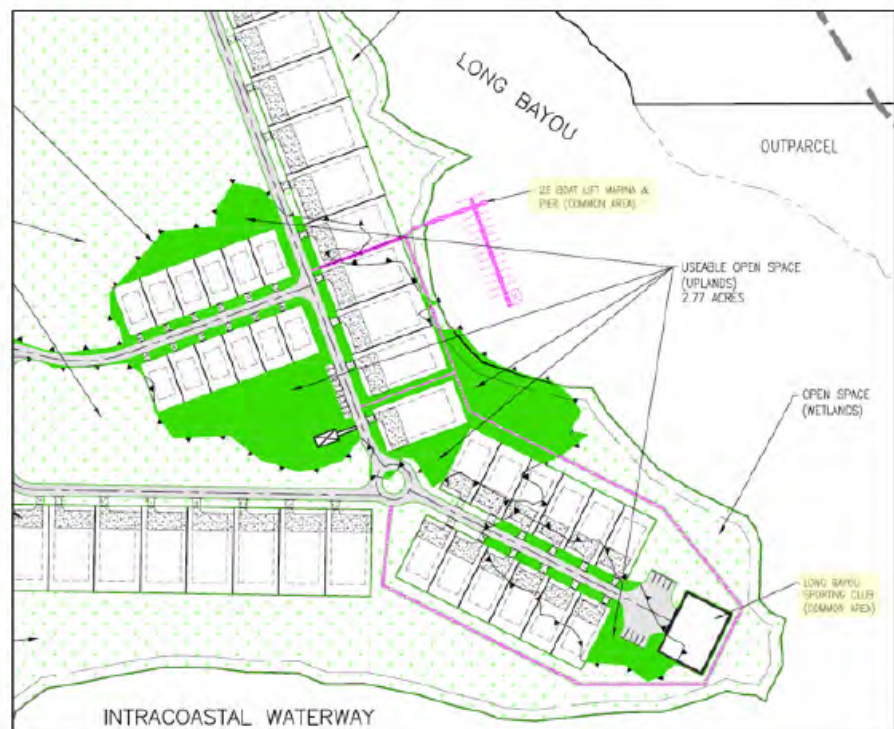 LONG BAYOU
OUTPARCEL
28 BOAT LIFT MARINA &
PIER (COMMON AREA)
USEABLE OPEN SPACE
(UPLANDS)
2.77 ACRES
OPEN SPACE
(WETLANDS)
LONG BAYOU
SPORTING CLUB
(COMMON AREA)
INTRACOASTAL WATERWAY